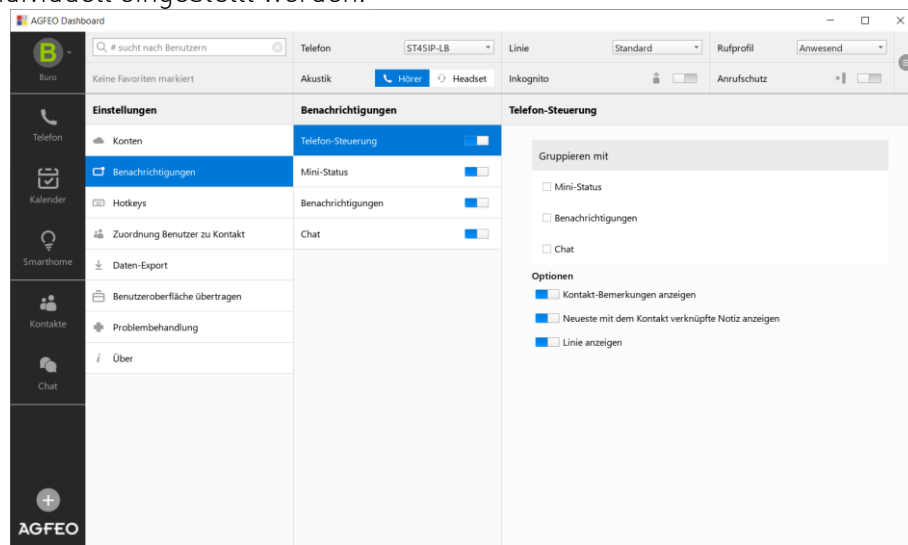 dividuell eingestellt werden.
AGFEO Dashboard
B
Büro
# sucht nach Benutzern
Telefon
ST45IP-LB
Linie
Standard
Rufprofil
Anwesend
Keine Favoriten markiert
Akustik
Hörer
Headset
Inkognito
Anrufschutz
Telefon
Kalender
Smarthome
Kontakte
Chat
AGFEO
Einstellungen
Konten
Benachrichtigungen
Hotkeys
Zuordnung Benutzer zu Kontakt
Daten-Export
Benutzeroberfläche übertragen
Problembehandlung
Über
Benachrichtigungen
Telefon-Steuerung
Mini-Status
Benachrichtigungen
Chat
Telefon-Steuerung
Gruppieren mit
Mini-Status
Benachrichtigungen
Chat
Optionen
Kontakt-Bemerkungen anzeigen
Neueste mit dem Kontakt verknüpfte Notiz anzeigen
Linie anzeigen